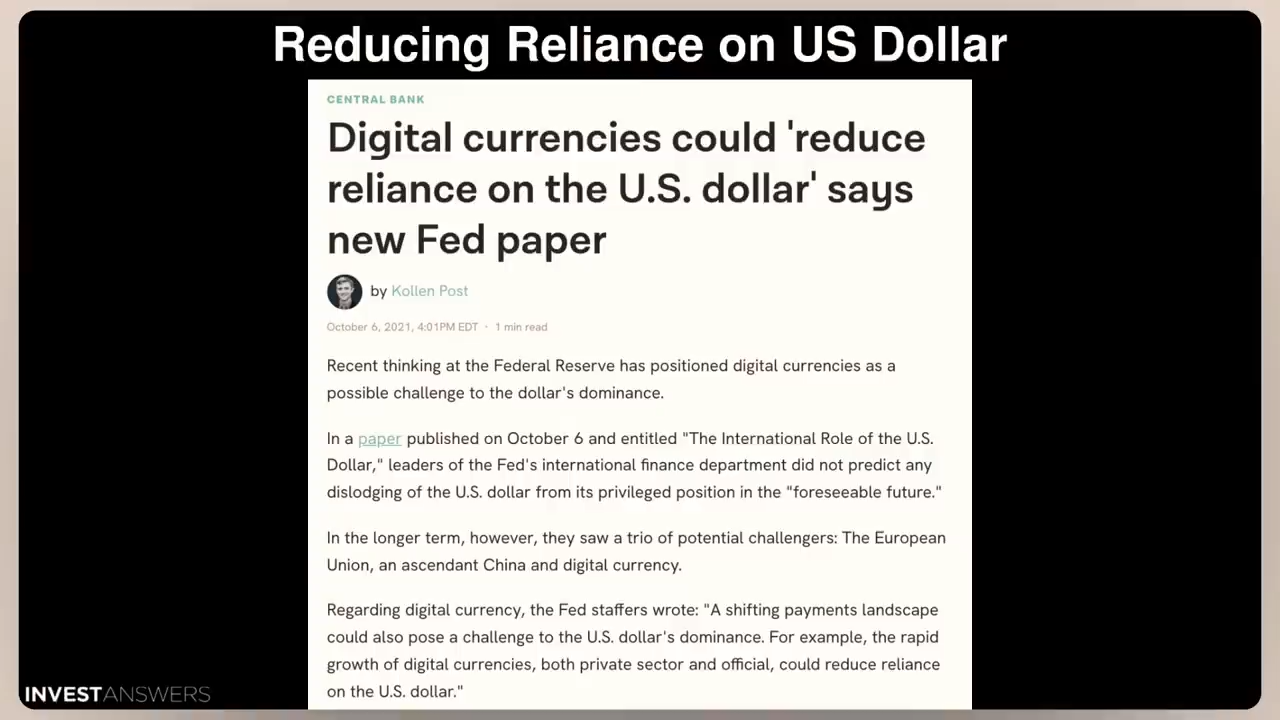 Reducing Reliance on US Dollar
CENTRAL BANK
Digital currencies could 'reduce
reliance on the U.S. dollar' says
new Fed paper
by Kollen Post
October 6, 2021, 4:01PM EDT · 1 min read
Recent thinking at the Federal Reserve has positioned digital currencies as a
possible challenge to the dollar's dominance.
In a paper published on October 6 and entitled "The International Role of the U.S.
Dollar," leaders of the Fed's international finance department did not predict any
dislodging of the U.S. dollar from its privileged position in the "foreseeable future."
In the longer term, however, they saw a trio of potential challengers: The European
Union, an ascendant China and digital currency.
Regarding digital currency, the Fed staffers wrote: "A shifting payments landscape
could also pose a challenge to the U.S. dollar's dominance. For example, the rapid
growth of digital currencies, both private sector and official, could reduce reliance
on the U.S. dollar."
INVESTANSWERS